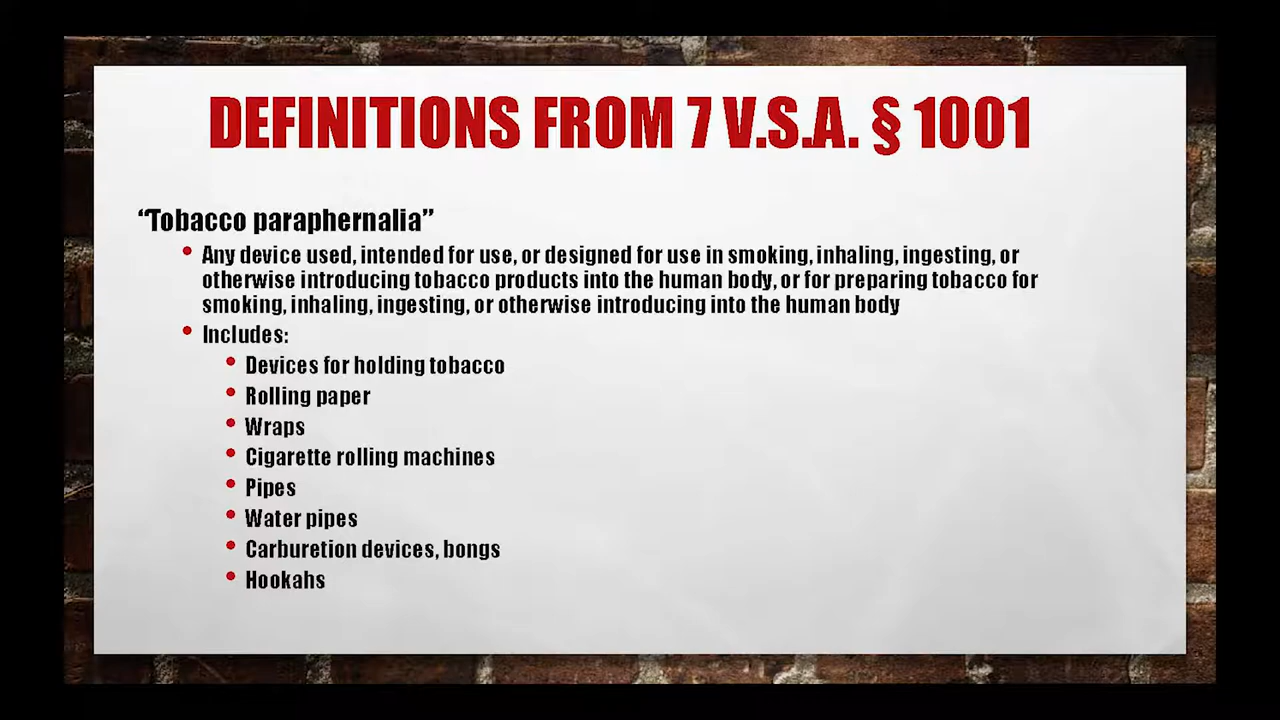 DEFINITIONS FROM 7 V.S.A. § 1001
“Tobacco paraphernalia”
• Any device used, intended for use, or designed for use in smoking, inhaling, ingesting, or
otherwise introducing tobacco products into the human body, or for preparing tobacco for
smoking, inhaling, ingesting, or otherwise introducing into the human body
• Includes:
• Devices for holding tobacco
• Rolling paper
• Wraps
• Cigarette rolling machines
• Pipes
• Water pipes
• Carburetion devices, bongs
• Hookahs